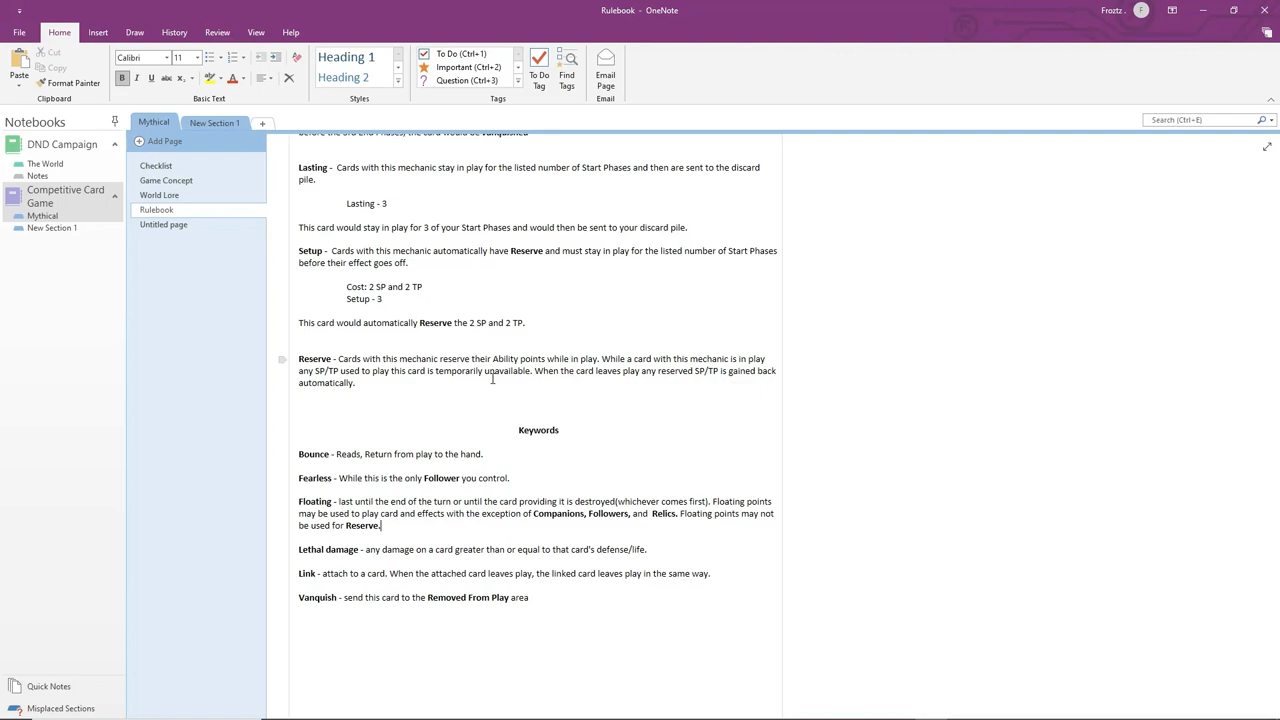 Rulebook - OneNote
Frotz .
F
File Home Insert Draw History Review View Help
Paste
Cut
Copy
Format Painter
Clipboard
Calibri 11
B I U abc X₂
A
Basic Text
Heading 1
Heading 2
Styles
To Do (Ctrl+1)
Important (Ctrl+2)
Question (Ctrl+3)
Tags
To Do
Tag
Find
Tags
Email
Page
Email
Notebooks
DND Campaign
The World
Notes
Competitive Card
Game
Mythical
New Section 1
Quick Notes
Misplaced Sections
Mythical New Section 1 +
Search (Ctrl+E)
Add Page
Checklist
Game Concept
World Lore
Rulebook
Untitled page
before the 3rd End Phases, the card would be Vanquished
Lasting - Cards with this mechanic stay in play for the listed number of Start Phases and then are sent to the discard
pile.
Lasting - 3
This card would stay in play for 3 of your Start Phases and would then be sent to your discard pile.
Setup - Cards with this mechanic automatically have Reserve and must stay in play for the listed number of Start Phases
before their effect goes off.
Cost: 2 SP and 2 TP
Setup - 3
This card would automatically Reserve the 2 SP and 2 TP.
Reserve - Cards with this mechanic reserve their Ability points while in play. While a card with this mechanic is in play
any SP/TP used to play this card is temporarily unavailable. When the card leaves play any reserved SP/TP is gained back
automatically.
Keywords
Bounce - Reads, Return from play to the hand.
Fearless - While this is the only Follower you control.
Floating - last until the end of the turn or until the card providing it is destroyed(whichever comes first). Floating points
may be used to play card and effects with the exception of Companions, Followers, and Relics. Floating points may not
be used for Reserve.
Lethal damage - any damage on a card greater than or equal to that card's defense/life.
Link - attach to a card. When the attached card leaves play, the linked card leaves play in the same way.
Vanquish - send this card to the Removed From Play area